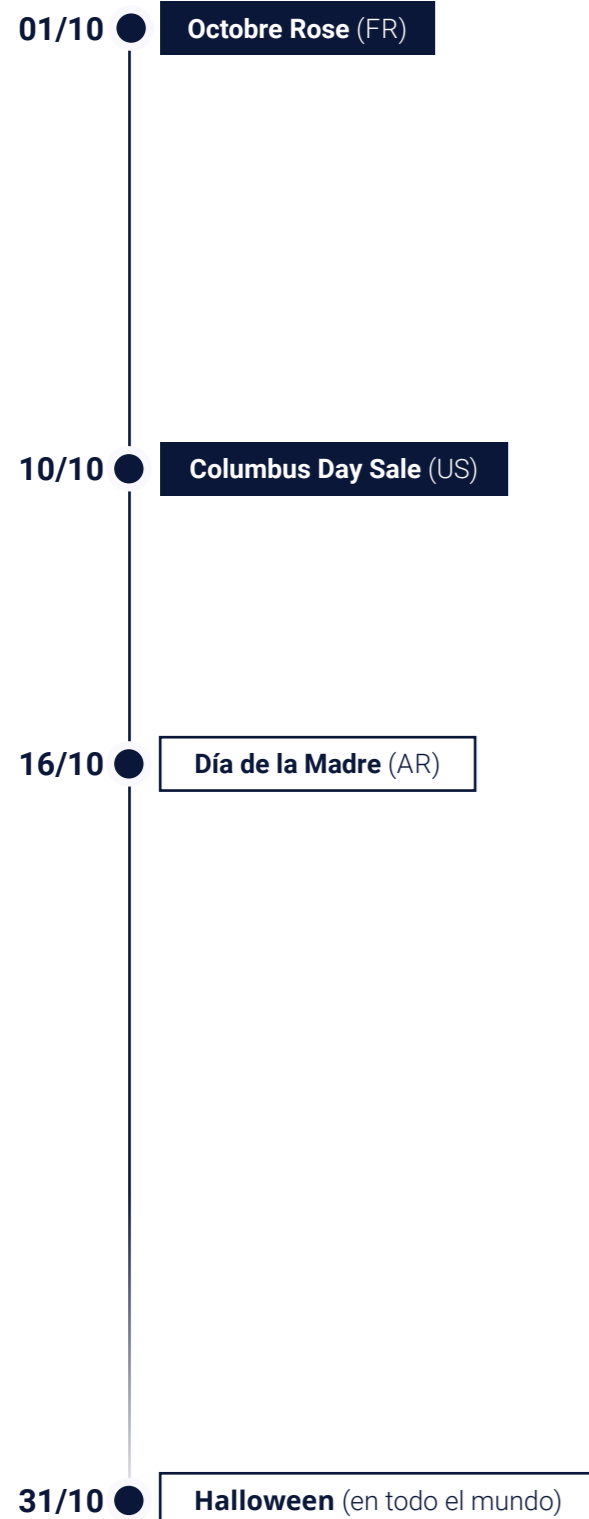 01/10 Octobre Rose (FR)
10/10 Columbus Day Sale (US)
16/10 Día de la Madre (AR)
31/10 Halloween (en todo el mundo)